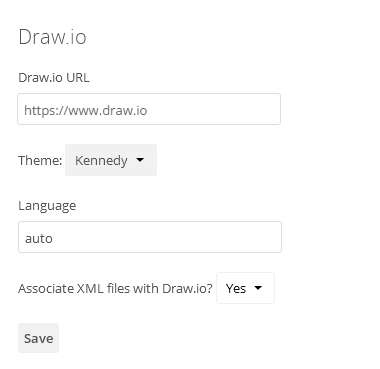 Draw.io
Draw.io URL
https://www.draw.io
Theme: Kennedy
Language
auto
Associate XML files with Draw.io? Yes
Save